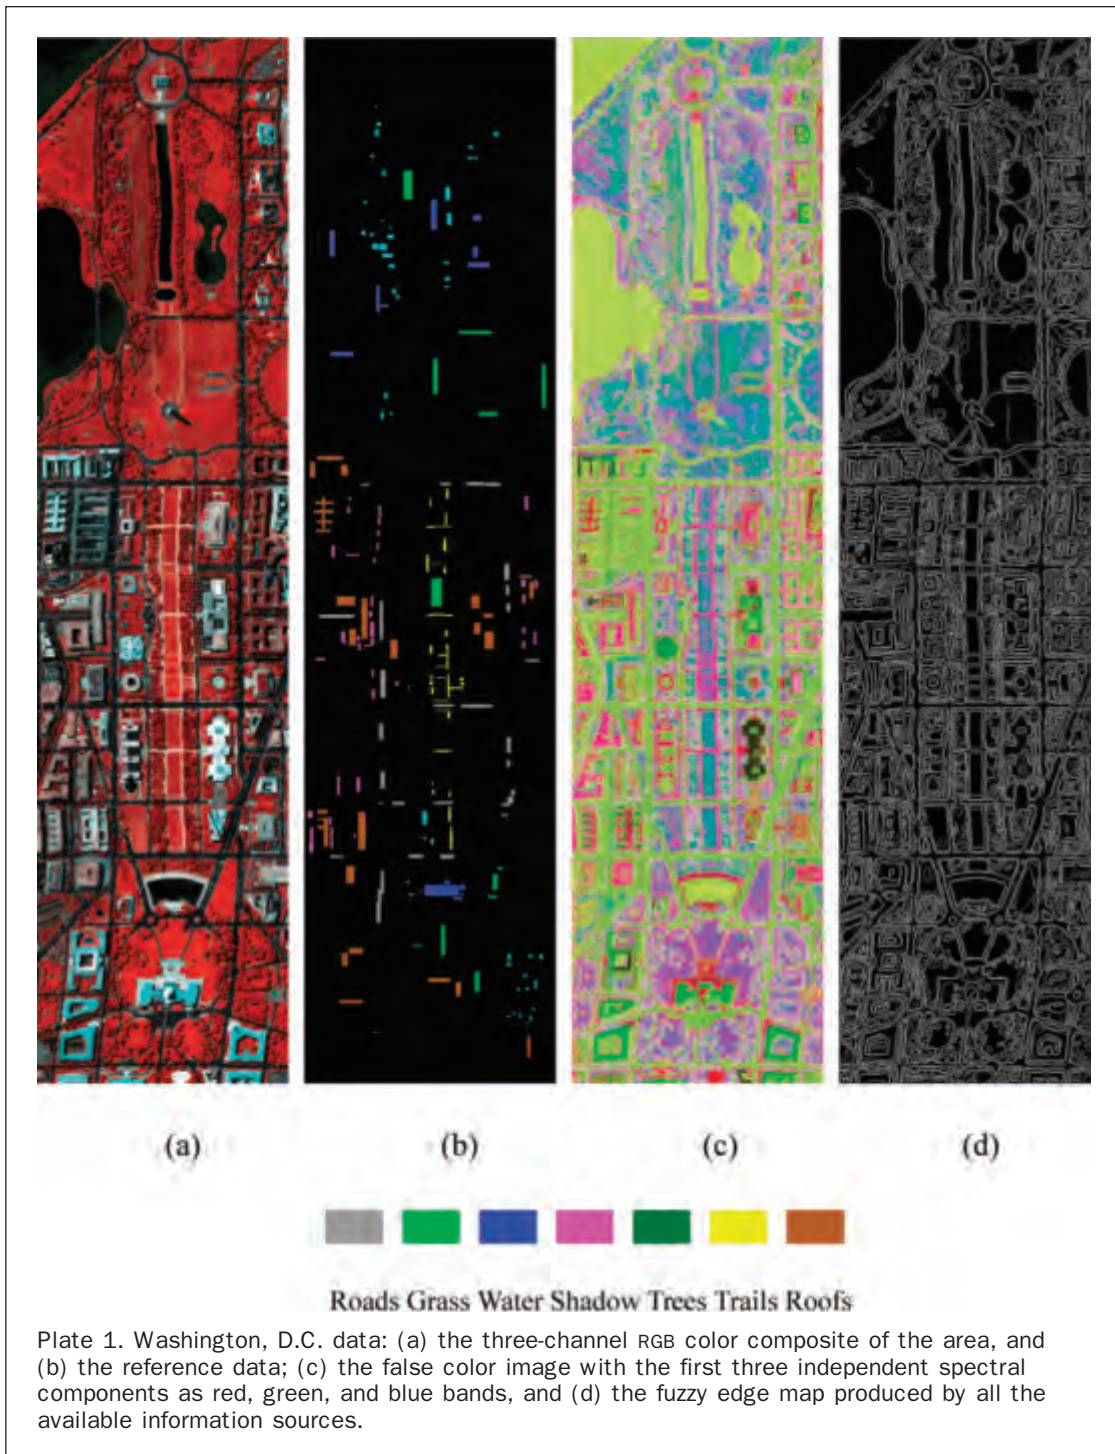 (a) (b) (c) (d)
Roads Grass Water Shadow Trees Trails Roofs
Plate 1. Washington, D.C. data: (a) the three-channel RGB color composite of the area, and
(b) the reference data; (c) the false color image with the first three independent spectral
components as red, green, and blue bands, and (d) the fuzzy edge map produced by all the
available information sources.